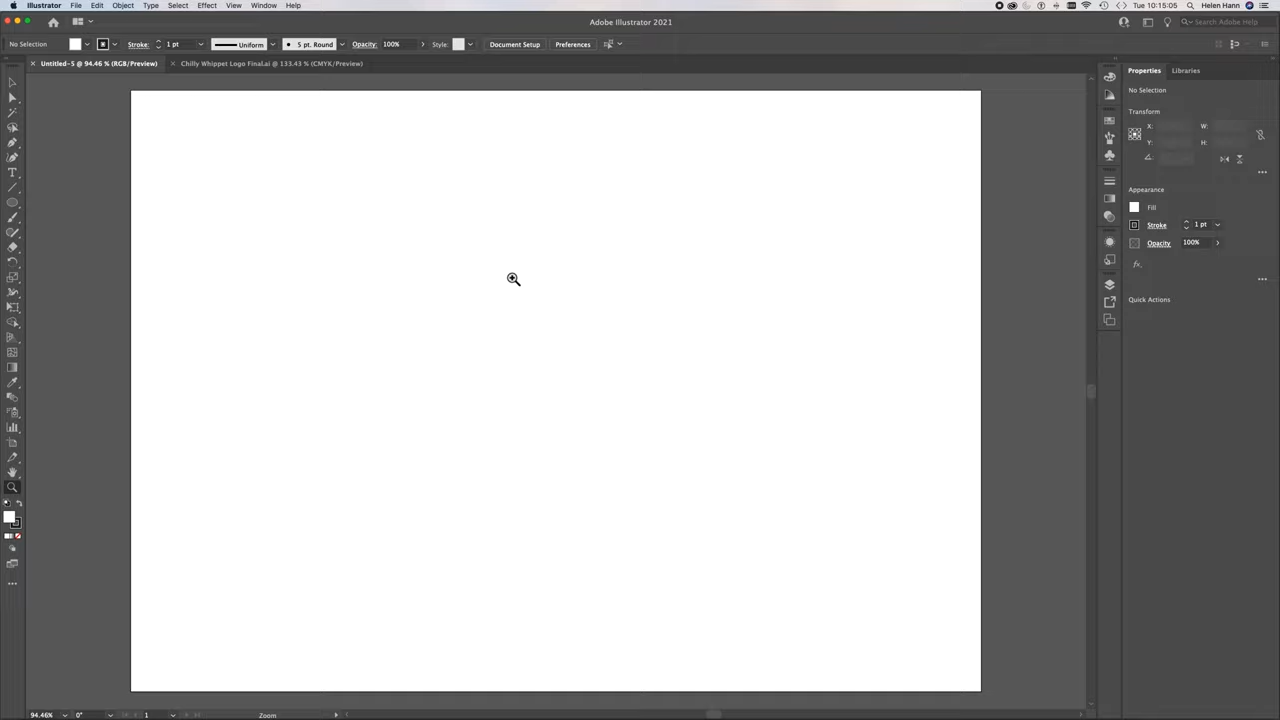 Illustrator File Edit Object Type Select Effect View Window Help
Tue 10:15:05 Helen Hann
Adobe Illustrator 2021
Search Adobe Help
No Selection Stroke: 1 pt Uniform 5 pt. Round Opacity: 100% Style: Document Setup Preferences
Untitled-5 @ 94.46 % (RGB/Preview) Chilly Whippet Logo Final.ai @ 133.43 % (CMYK/Preview)
Properties Libraries
No Selection
Transform
X: W:
Y: H:
Appearance
Fill
Stroke 1 pt
Opacity 100%
fx.
Quick Actions
94.46% 0° 1 Zoom